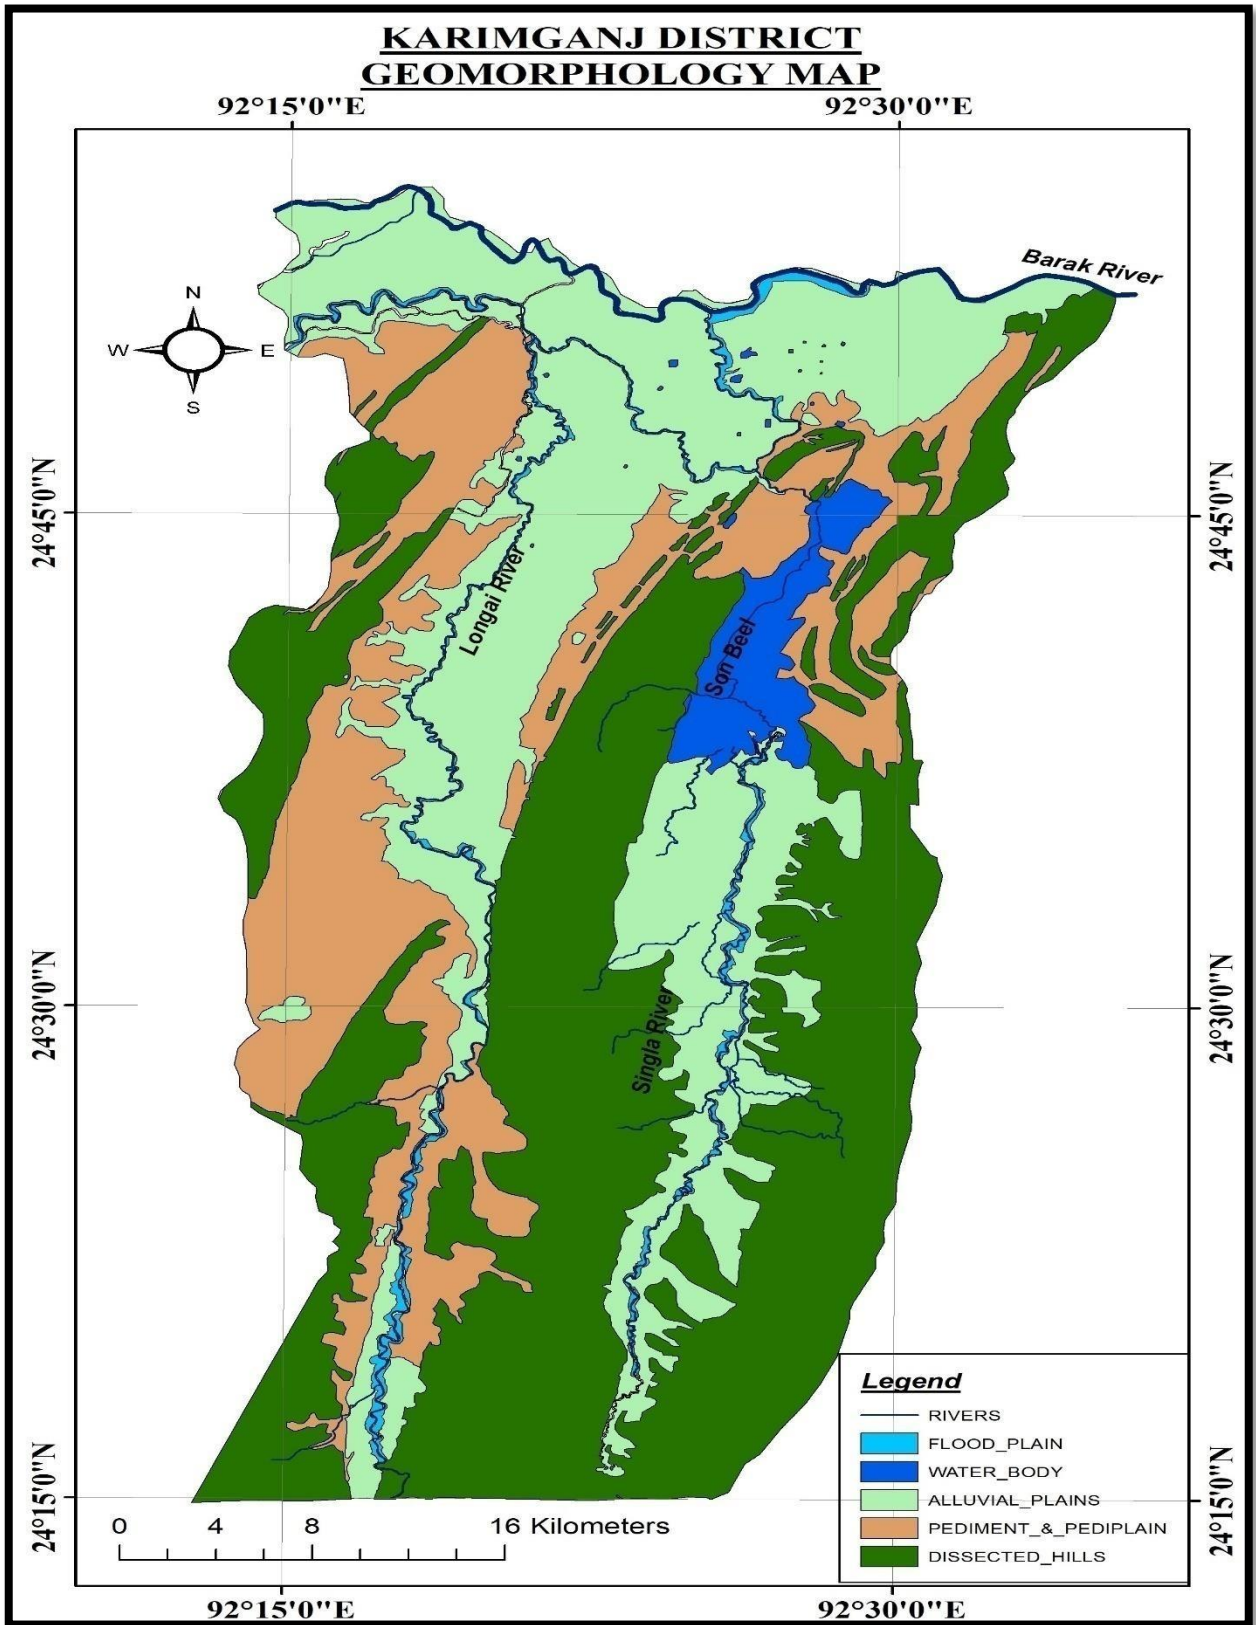 KARIMGANJ DISTRICT
GEOMORPHOLOGY MAP
92°15'0"E
92°30'0"E
Barak River
N
W
E
S
24°45'0"N
24°45'0"N
Longai River
Son Beel
24°30'0"N
24°30'0"N
Singla River
Legend
RIVERS
FLOOD_PLAIN
WATER_BODY
ALLUVIAL_PLAINS
PEDIMENT_&_PEDIPLAIN
DISSECTED_HILLS
24°15'0"N
24°15'0"N
0 4 8 16 Kilometers
92°15'0"E
92°30'0"E